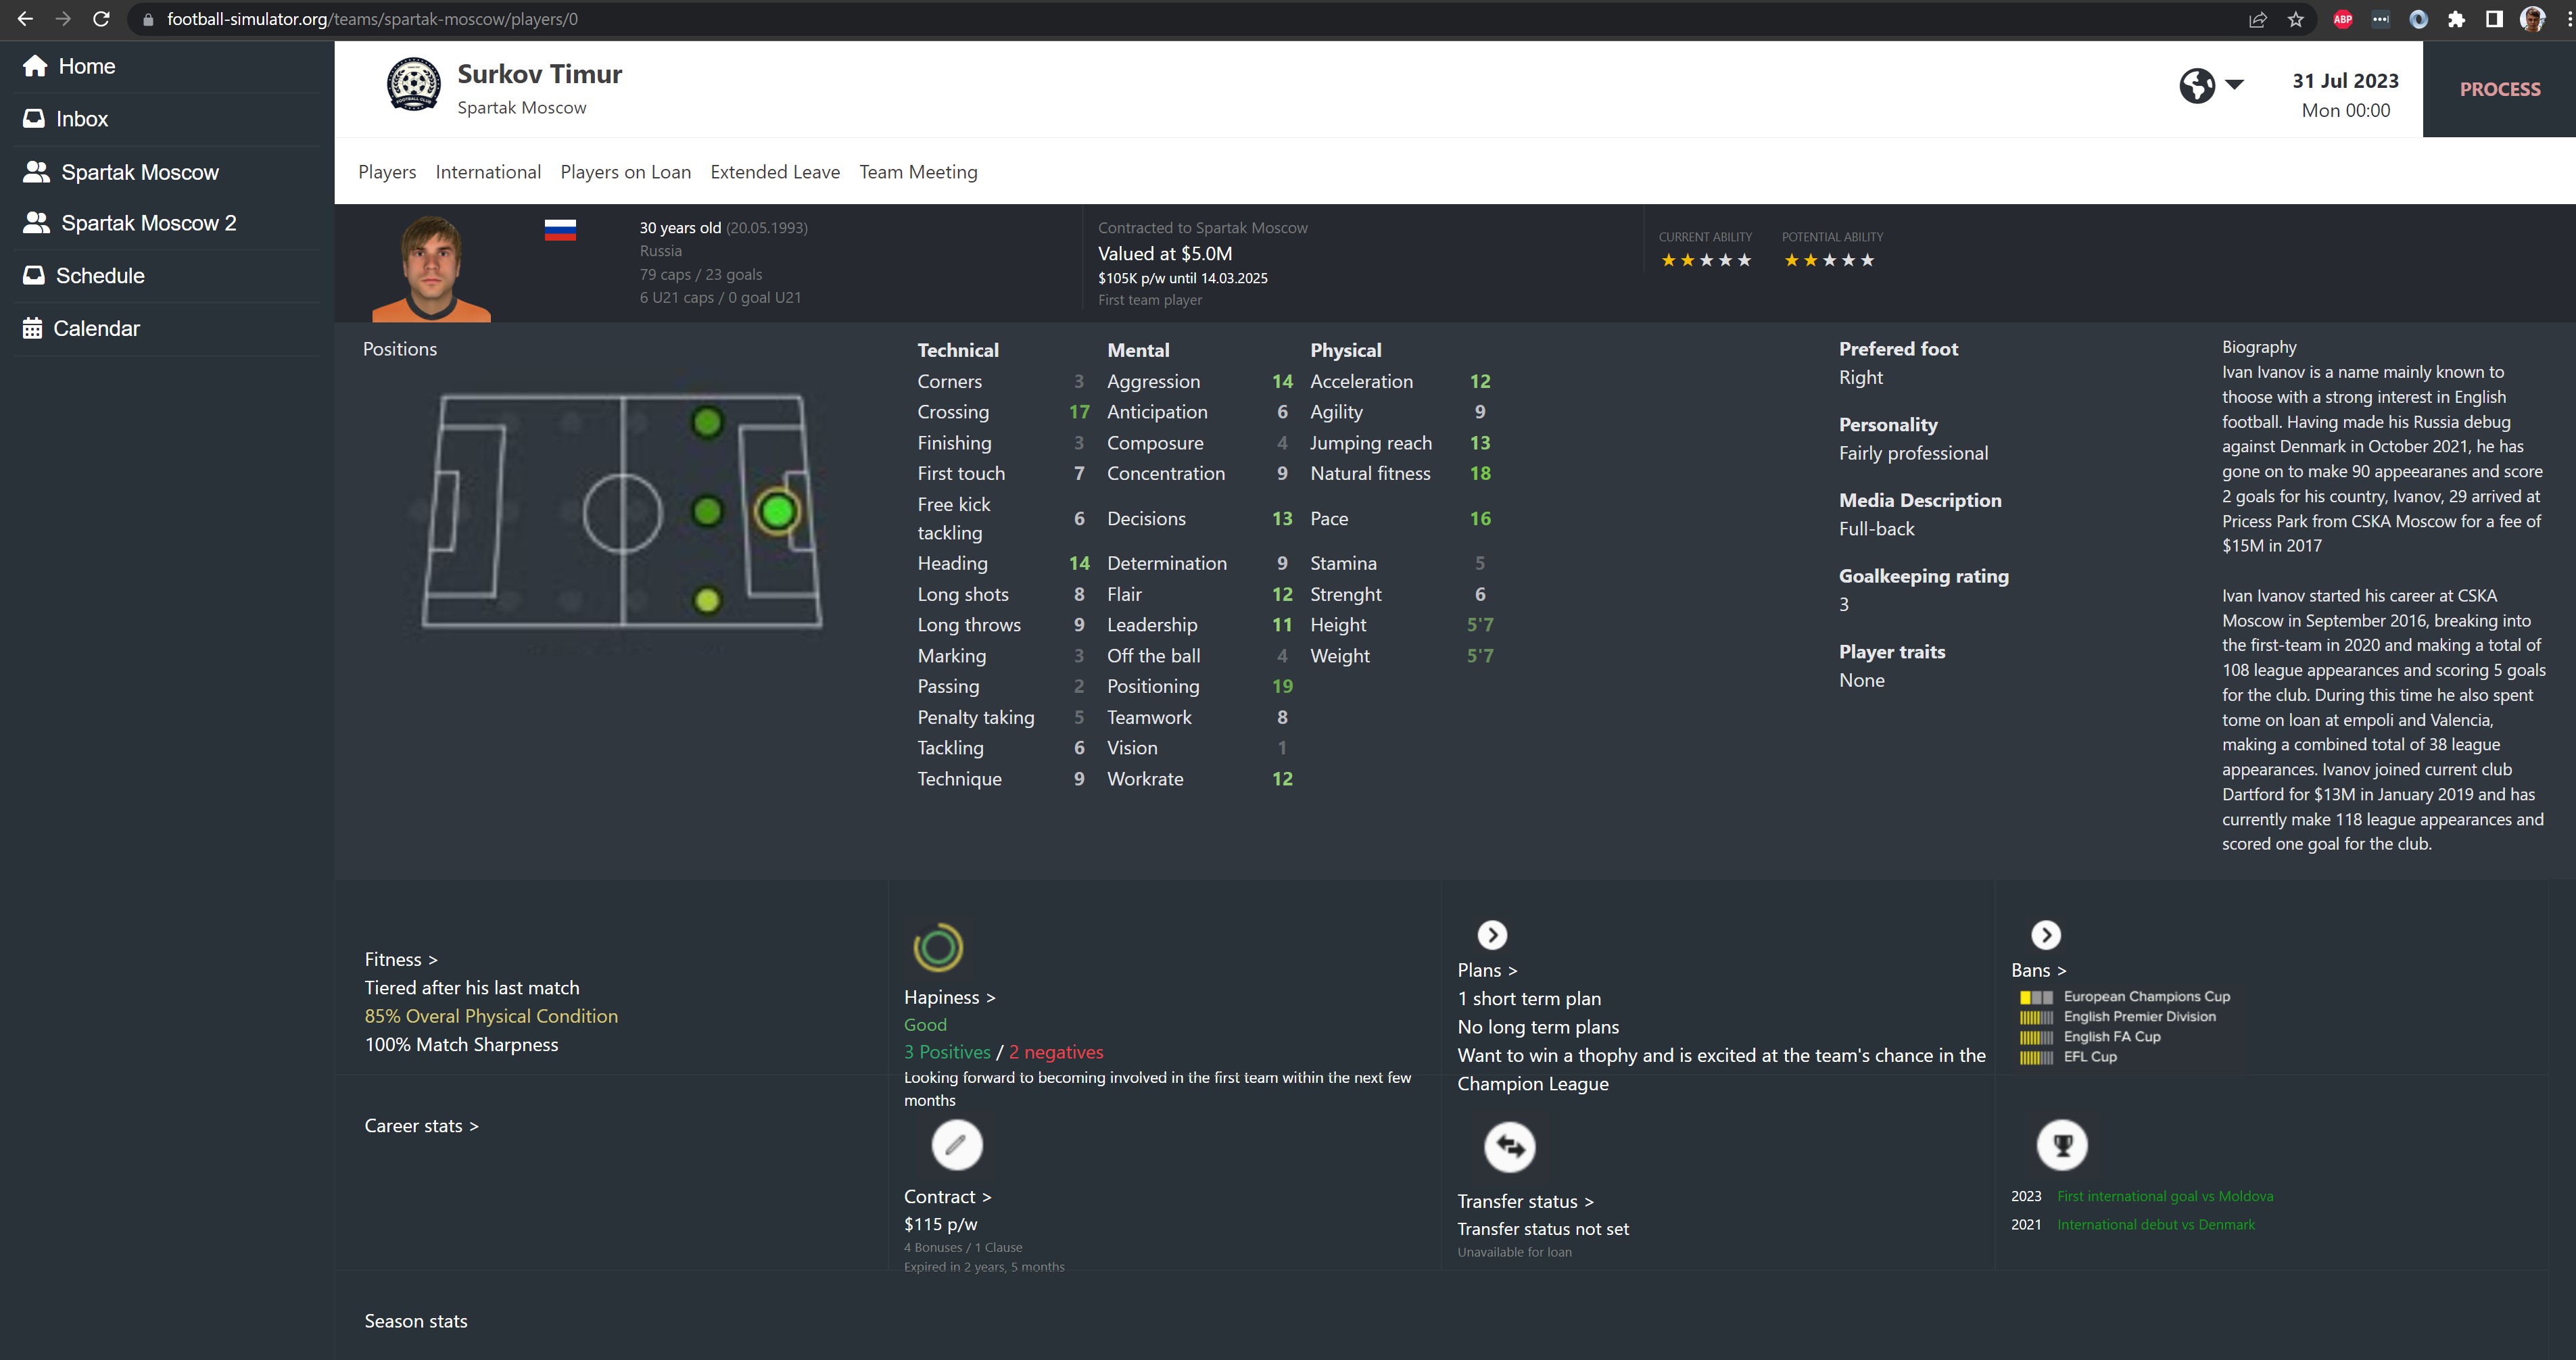 football-simulator.org/teams/spartak-moscow/players/0
ABP
Home
Inbox
Spartak Moscow
Spartak Moscow 2
Schedule
Calendar
Surkov Timur
Spartak Moscow
FOOTBALL CLUB
31 Jul 2023
Mon 00:00
PROCESS
Players International Players on Loan Extended Leave Team Meeting
30 years old (20.05.1993)
Russia
79 caps / 23 goals
6 U21 caps / 0 goal U21
Contracted to Spartak Moscow
Valued at $5.0M
$105K p/w until 14.03.2025
First team player
CURRENT ABILITY
POTENTIAL ABILITY
Positions
Technical
Corners 3
Crossing 17
Finishing 3
First touch 7
Free kick
tackling 6
Heading 14
Long shots 8
Long throws 9
Marking 3
Passing 2
Penalty taking 5
Tackling 6
Technique 9
Mental
Aggression 14
Anticipation 6
Composure 4
Concentration 9
Decisions 13
Determination 9
Flair 12
Leadership 11
Off the ball 4
Positioning 19
Teamwork 8
Vision 1
Workrate 12
Physical
Acceleration 12
Agility 9
Jumping reach 13
Natural fitness 18
Pace 16
Stamina 5
Strenght 6
Height 5'7
Weight 5'7
Prefered foot
Right
Personality
Fairly professional
Media Description
Full-back
Goalkeeping rating
3
Player traits
None
Biography
Ivan Ivanov is a name mainly known to
thoose with a strong interest in English
football. Having made his Russia debug
against Denmark in October 2021, he has
gone on to make 90 appeearanes and score
2 goals for his country, Ivanov, 29 arrived at
Pricess Park from CSKA Moscow for a fee of
$15M in 2017
Ivan Ivanov started his career at CSKA
Moscow in September 2016, breaking into
the first-team in 2020 and making a total of
108 league appearances and scoring 5 goals
for the club. During this time he also spent
tome on loan at empoli and Valencia,
making a combined total of 38 league
appearances. Ivanov joined current club
Dartford for $13M in January 2019 and has
currently make 118 league appearances and
scored one goal for the club.
Fitness >
Tiered after his last match
85% Overal Physical Condition
100% Match Sharpness
Hapiness >
Good
3 Positives / 2 negatives
Looking forward to becoming involved in the first team within the next few
months
Plans >
1 short term plan
No long term plans
Want to win a thophy and is excited at the team's chance in the
Champion League
Bans >
European Champions Cup
English Premier Division
English FA Cup
EFL Cup
Career stats >
Contract >
$115 p/w
4 Bonuses / 1 Clause
Expired in 2 years, 5 months
Transfer status >
Transfer status not set
Unavailable for loan
2023 First international goal vs Moldova
2021 International debut vs Denmark
Season stats